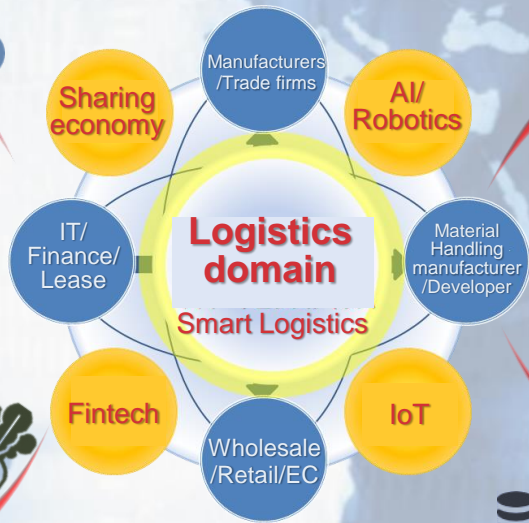 Manufacturers
/Trade firms
Sharing
economy
AI/
Robotics
IT/
Finance/
Lease
Logistics
domain
Smart Logistics
Material
Handling
manufacturer
/Developer
Fintech
IoT
Wholesale
/Retail/EC